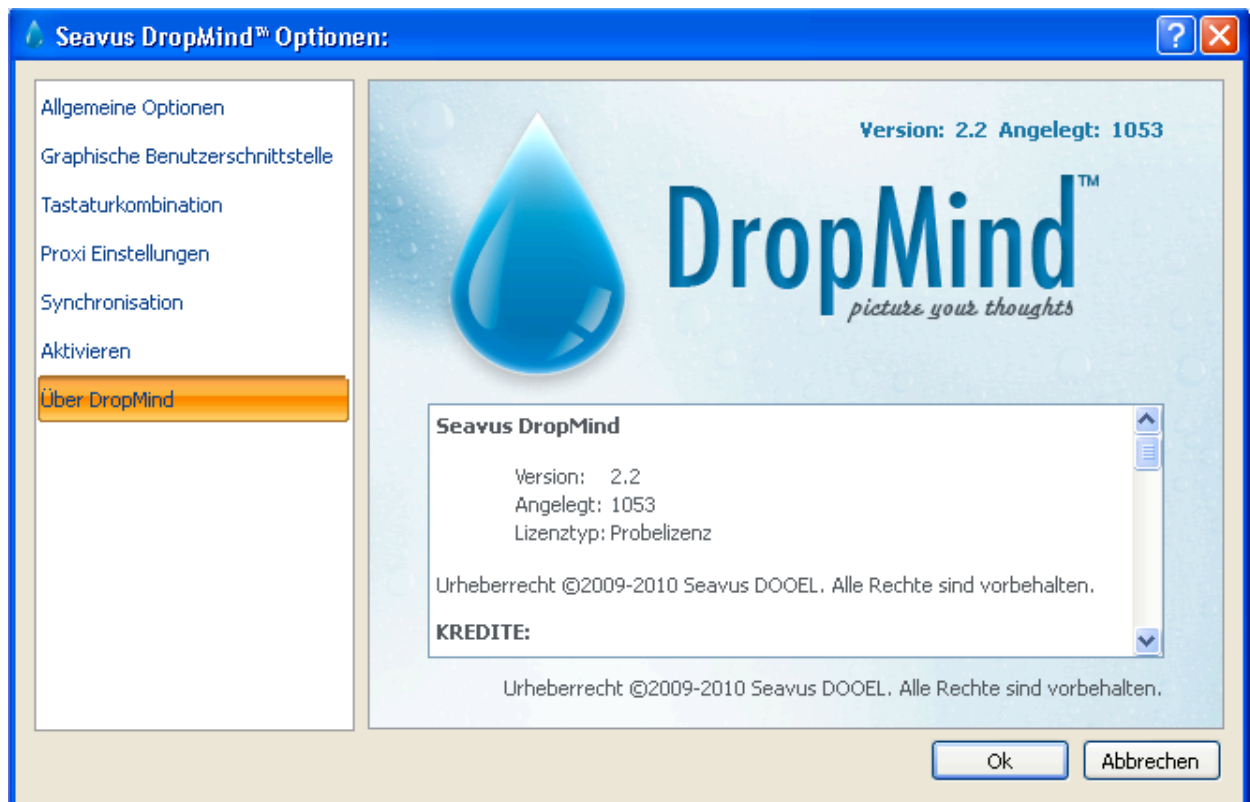 Seavus DropMind™ Optionen:
Allgemeine Optionen
Graphische Benutzerschnittstelle
Tastaturkombination
Proxi Einstellungen
Synchronisation
Aktivieren
Über DropMind
Version: 2.2 Angelegt: 1053
DropMind™
picture your thoughts
Seavus DropMind
Version: 2.2
Angelegt: 1053
Lizenztyp: Probelizenz
Urheberrecht ©2009-2010 Seavus DOOEL. Alle Rechte sind vorbehalten.
KREDITE:
Urheberrecht ©2009-2010 Seavus DOOEL. Alle Rechte sind vorbehalten.
Ok
Abbrechen